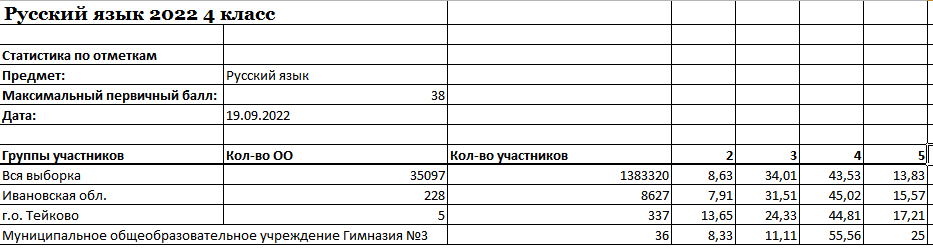 Русский язык 2022 4 класс
Статистика по отметкам
Предмет: Русский язык
Максимальный первичный балл: 38
Дата: 19.09.2022
Группы участников Кол-во ОО Кол-во участников 2 3 4 5
Вся выборка 35097 1383320 8,63 34,01 43,53 13,83
Ивановская обл. 228 8627 7,91 31,51 45,02 15,57
г.о. Тейково 5 337 13,65 24,33 44,81 17,21
Муниципальное общеобразовательное учреждение Гимназия №3 36 8,33 11,11 55,56 25